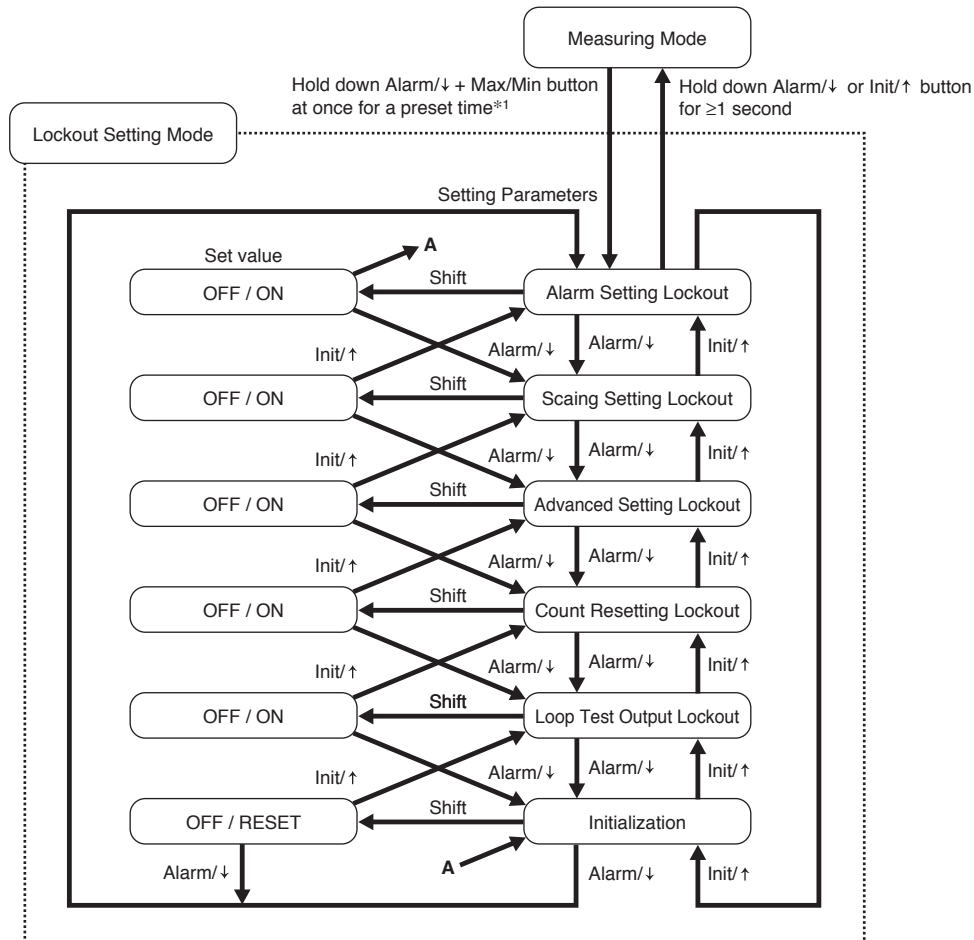 Measuring Mode
Hold down Alarm/↓ + Max/Min button
at once for a preset time*1
Hold down Alarm/↓ or Init/↑ button
for ≥1 second
Lockout Setting Mode
Setting Parameters
A
Set value
OFF / ON
Shift
Alarm Setting Lockout
Init/↑
Alarm/↓
Alarm/↓
Init/↑
OFF / ON
Shift
Scaing Setting Lockout
Init/↑
Alarm/↓
Alarm/↓
Init/↑
OFF / ON
Shift
Advanced Setting Lockout
Init/↑
Alarm/↓
Alarm/↓
Init/↑
OFF / ON
Shift
Count Resetting Lockout
Init/↑
Alarm/↓
Alarm/↓
Init/↑
OFF / ON
Shift
Loop Test Output Lockout
Init/↑
Alarm/↓
Alarm/↓
Init/↑
OFF / RESET
Shift
Initialization
Alarm/↓
A
Alarm/↓
Init/↑